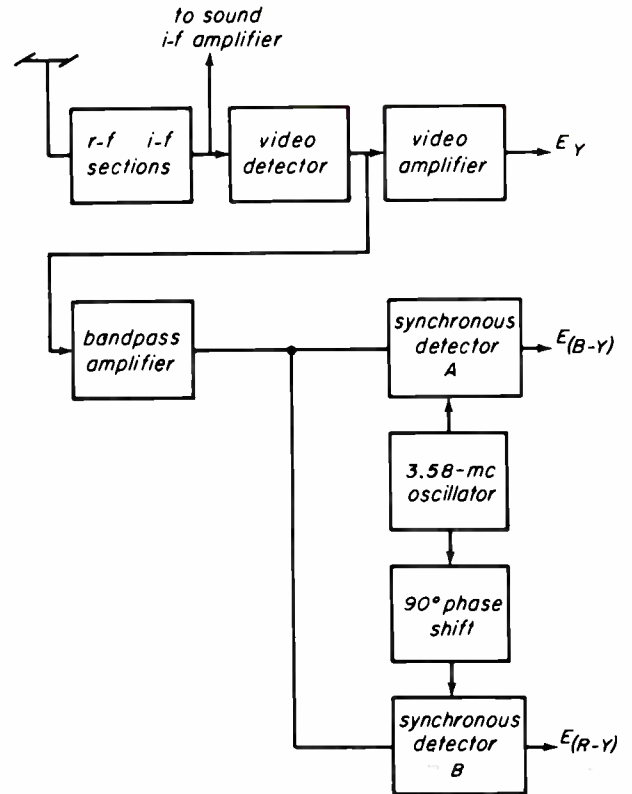 to sound
i-f amplifier
r-f i-f
sections
video
detector
video
amplifier
E Y
bandpass
amplifier
synchronous
detector
A
E(B-Y)
3.58-mc
oscillator
90° phase
shift
synchronous
detector
B
E(R-Y)